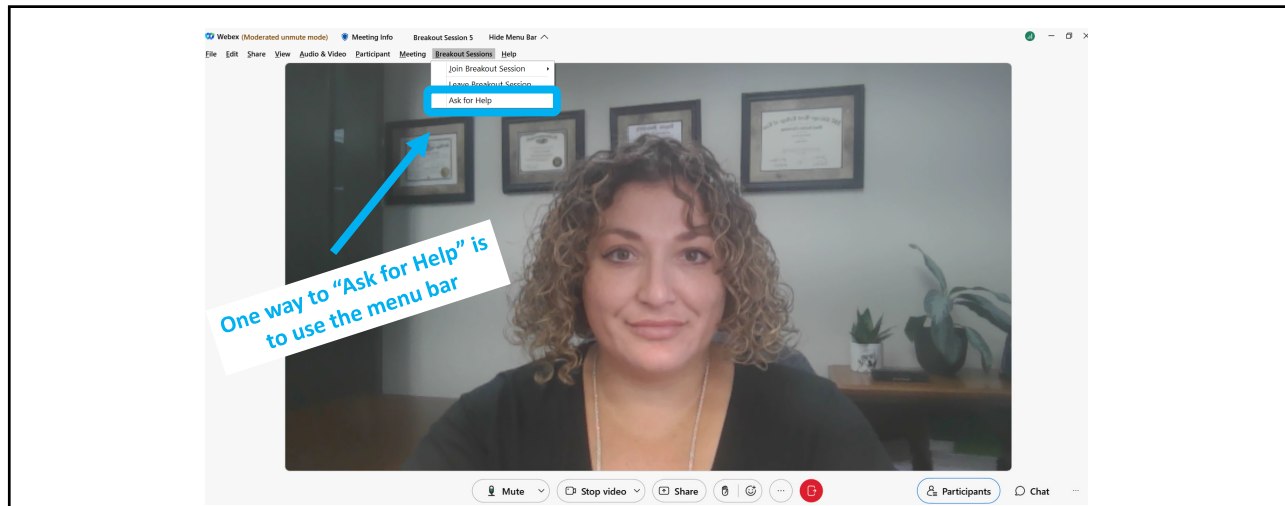 Webex (Moderated unmute mode) Meeting Info Breakout Session 5 Hide Menu Bar
File Edit Share View Audio & Video Participant Meeting Breakout Sessions Help
Join Breakout Session
Leave Breakout Session
Ask for Help
One way to “Ask for Help” is
to use the menu bar
Mute Stop video Share Participants Chat